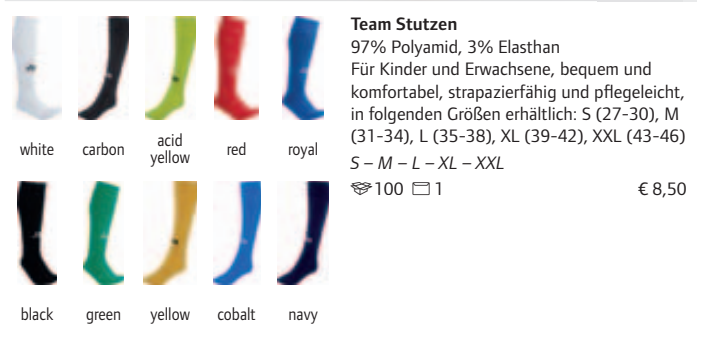 white
carbon
acid
yellow
red
royal
black
green
yellow
cobalt
navy
Team Stutzen
97% Polyamid, 3% Elasthan
Für Kinder und Erwachsene, bequem und
komfortabel, strapazierfähig und pflegeleicht,
in folgenden Größen erhältlich: S (27-30), M
(31-34), L (35-38), XL (39-42), XXL (43-46)
S – M – L – XL – XXL
100 1 € 8,50